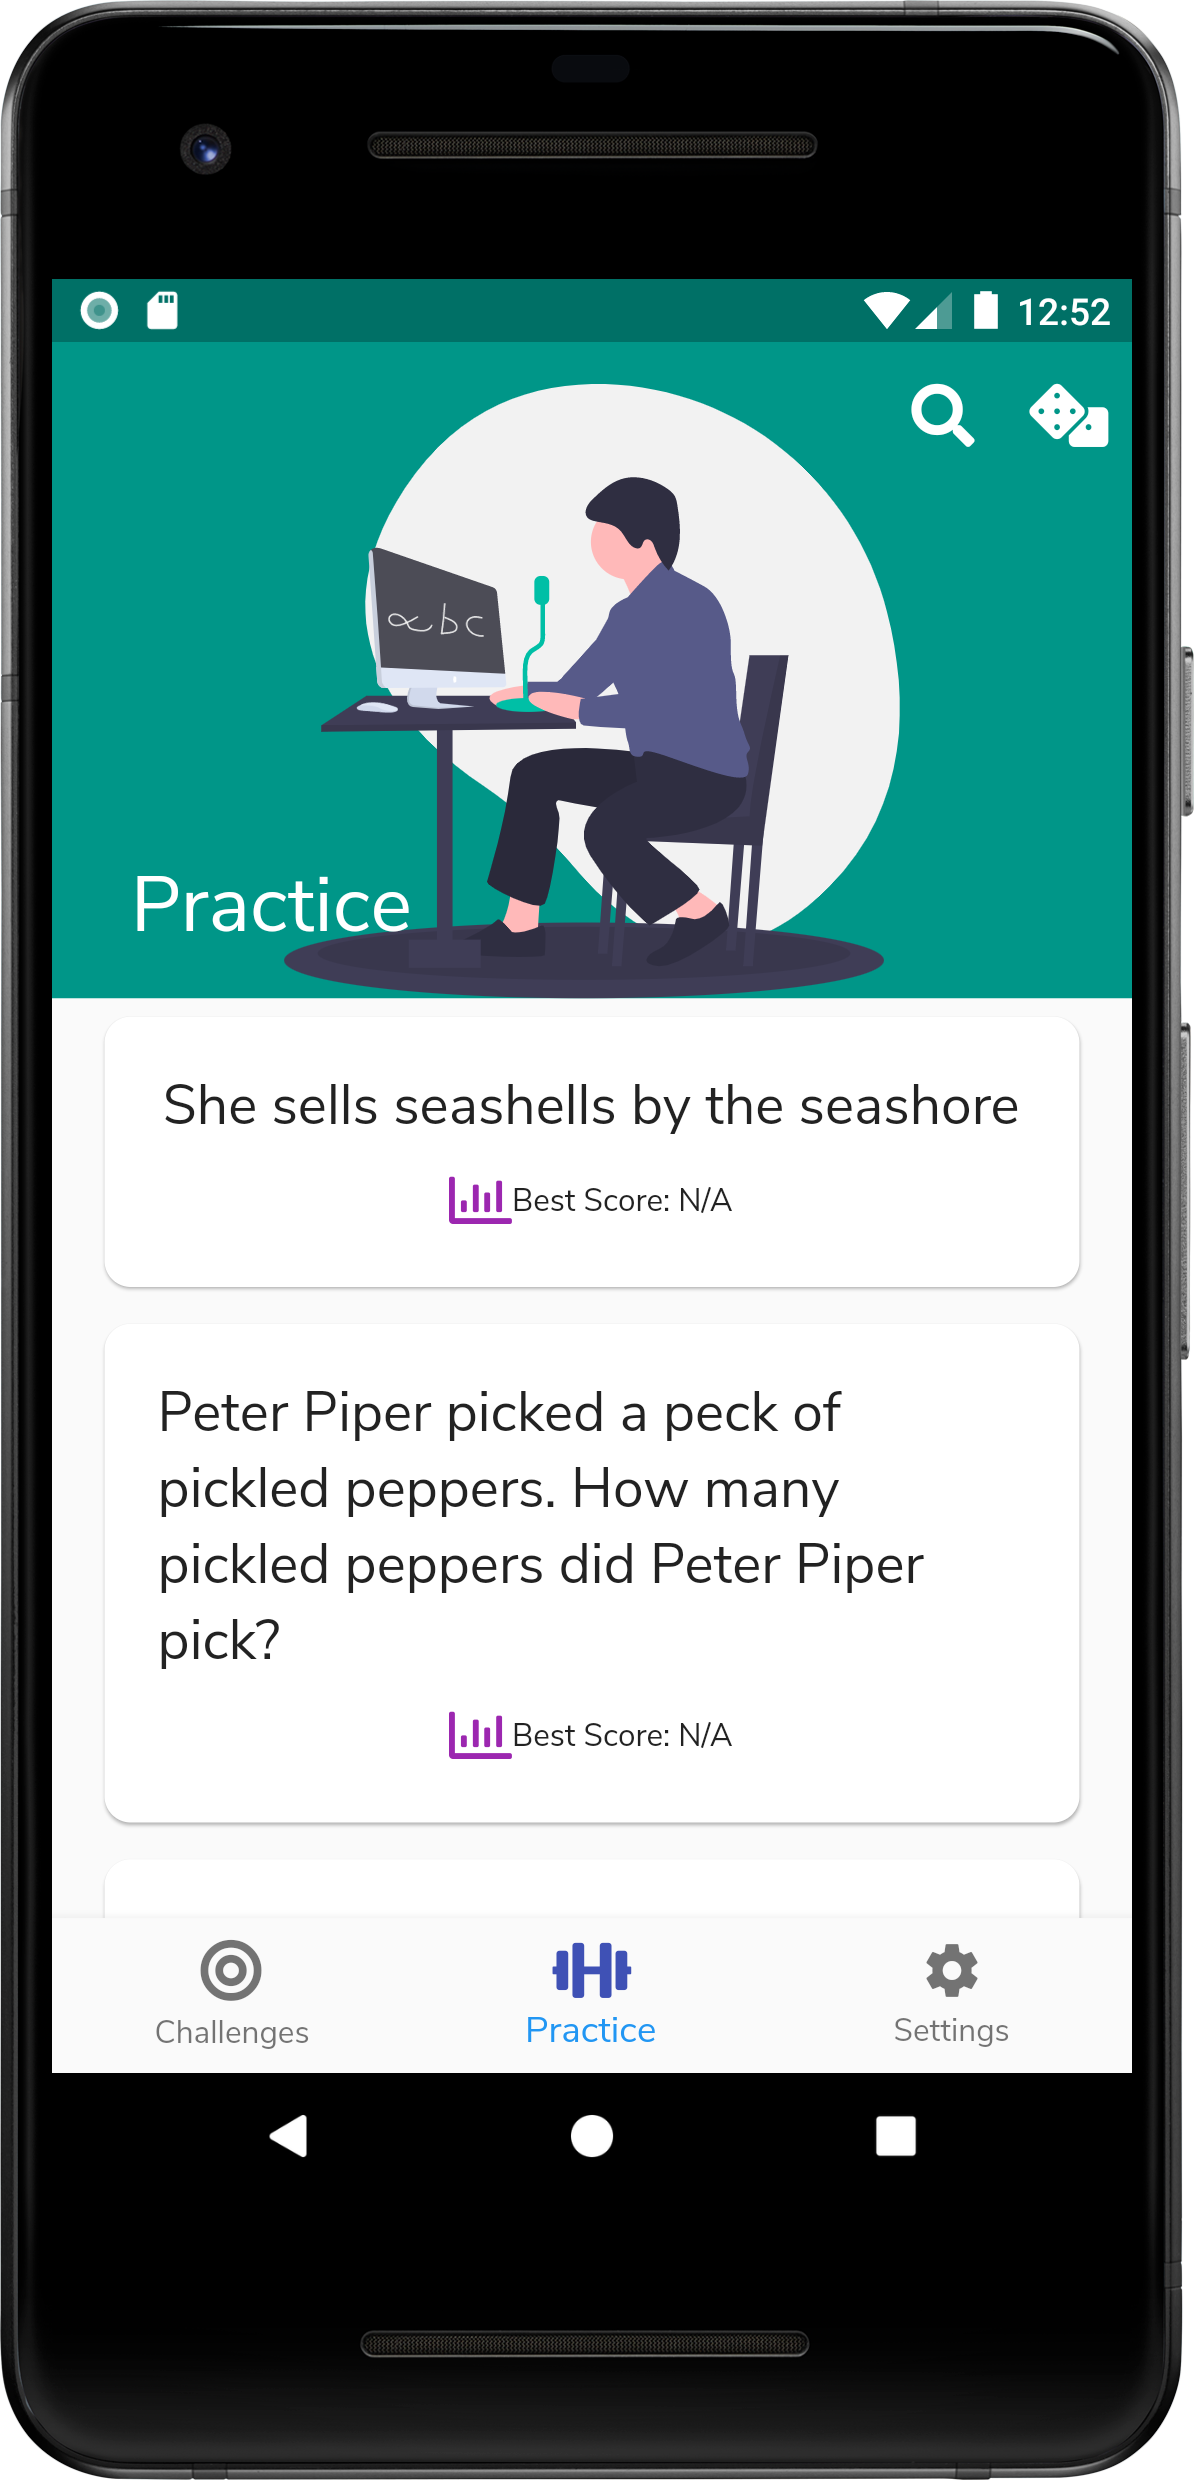 12:52
abc
Practice
She sells seashells by the seashore
Best Score: N/A
Peter Piper picked a peck of
pickled peppers. How many
pickled peppers did Peter Piper
pick?
Best Score: N/A
Challenges
Practice
Settings